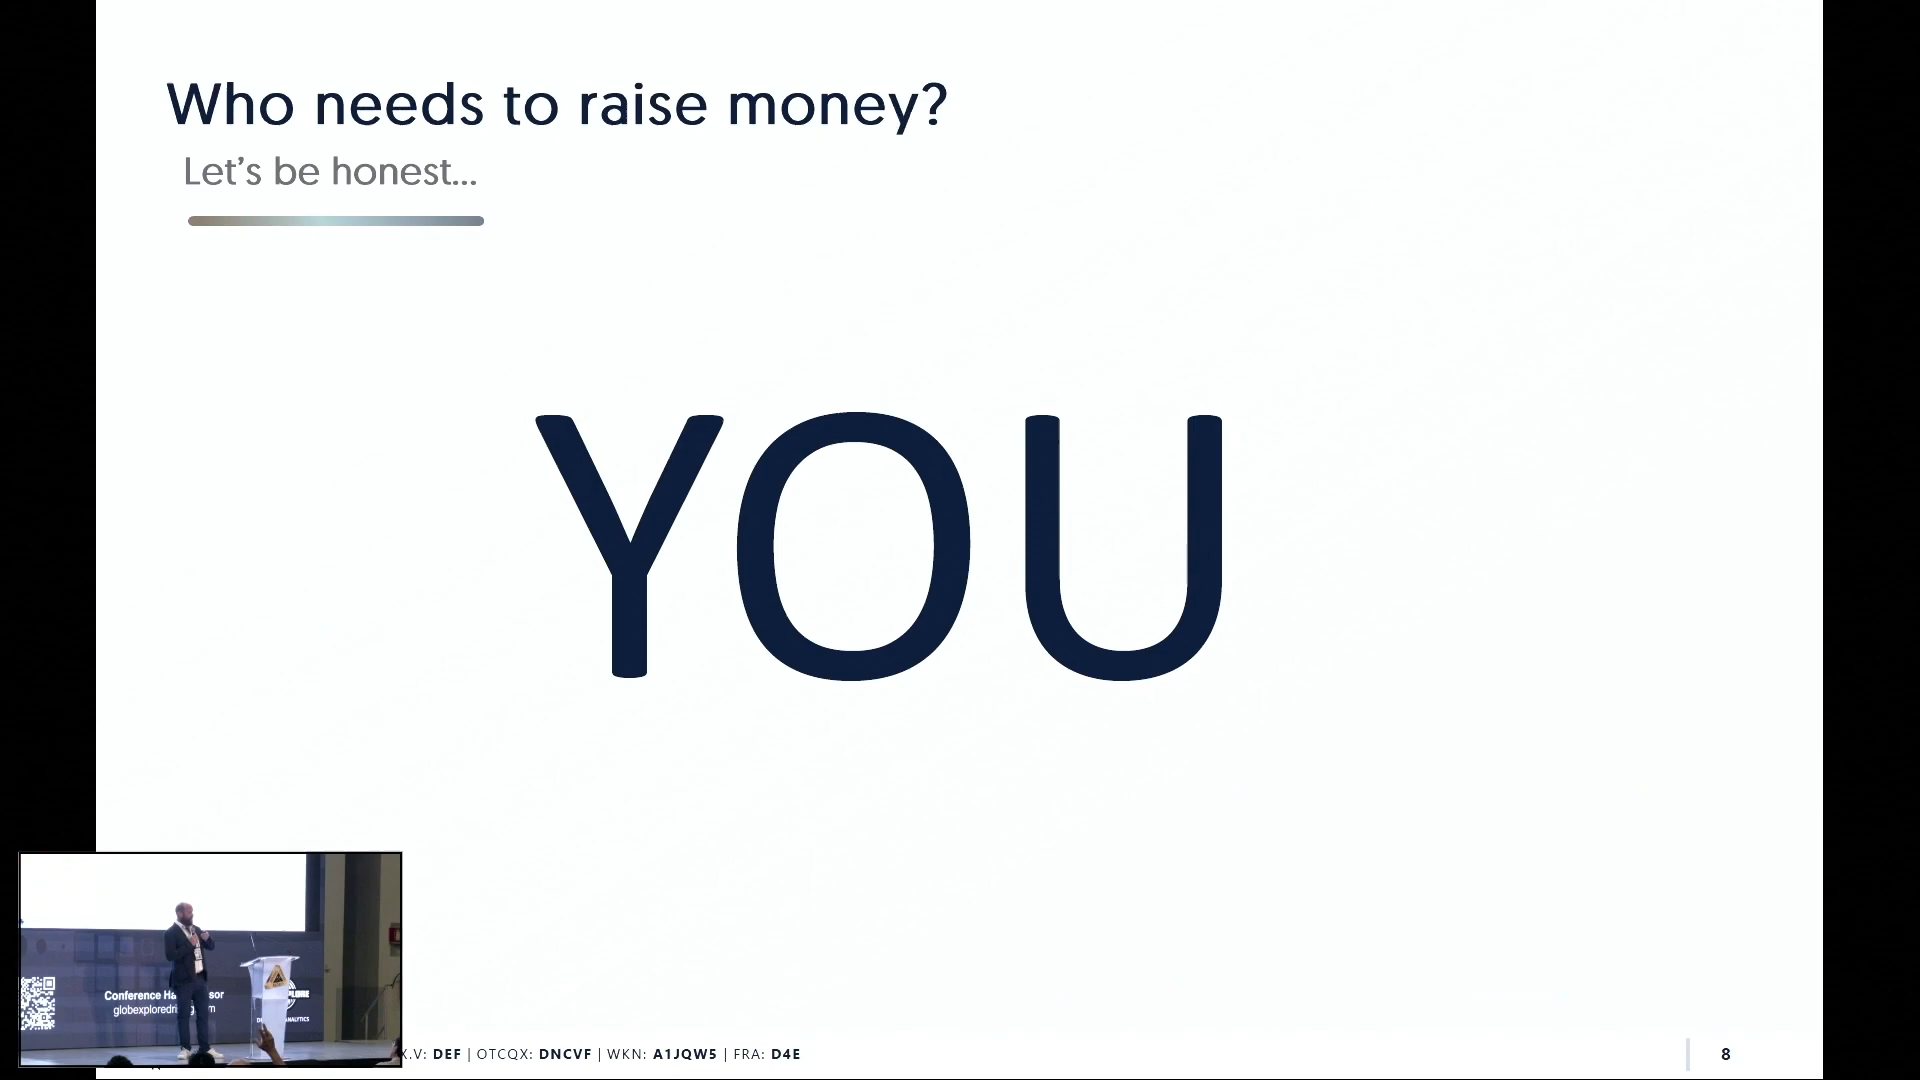 Who needs to raise money?
Let's be honest...
YOU
Conference Ha
sor
X.V: DEF | OTCQX: DNCVF | WKN: A1JQW5 | FRA: D4E
8